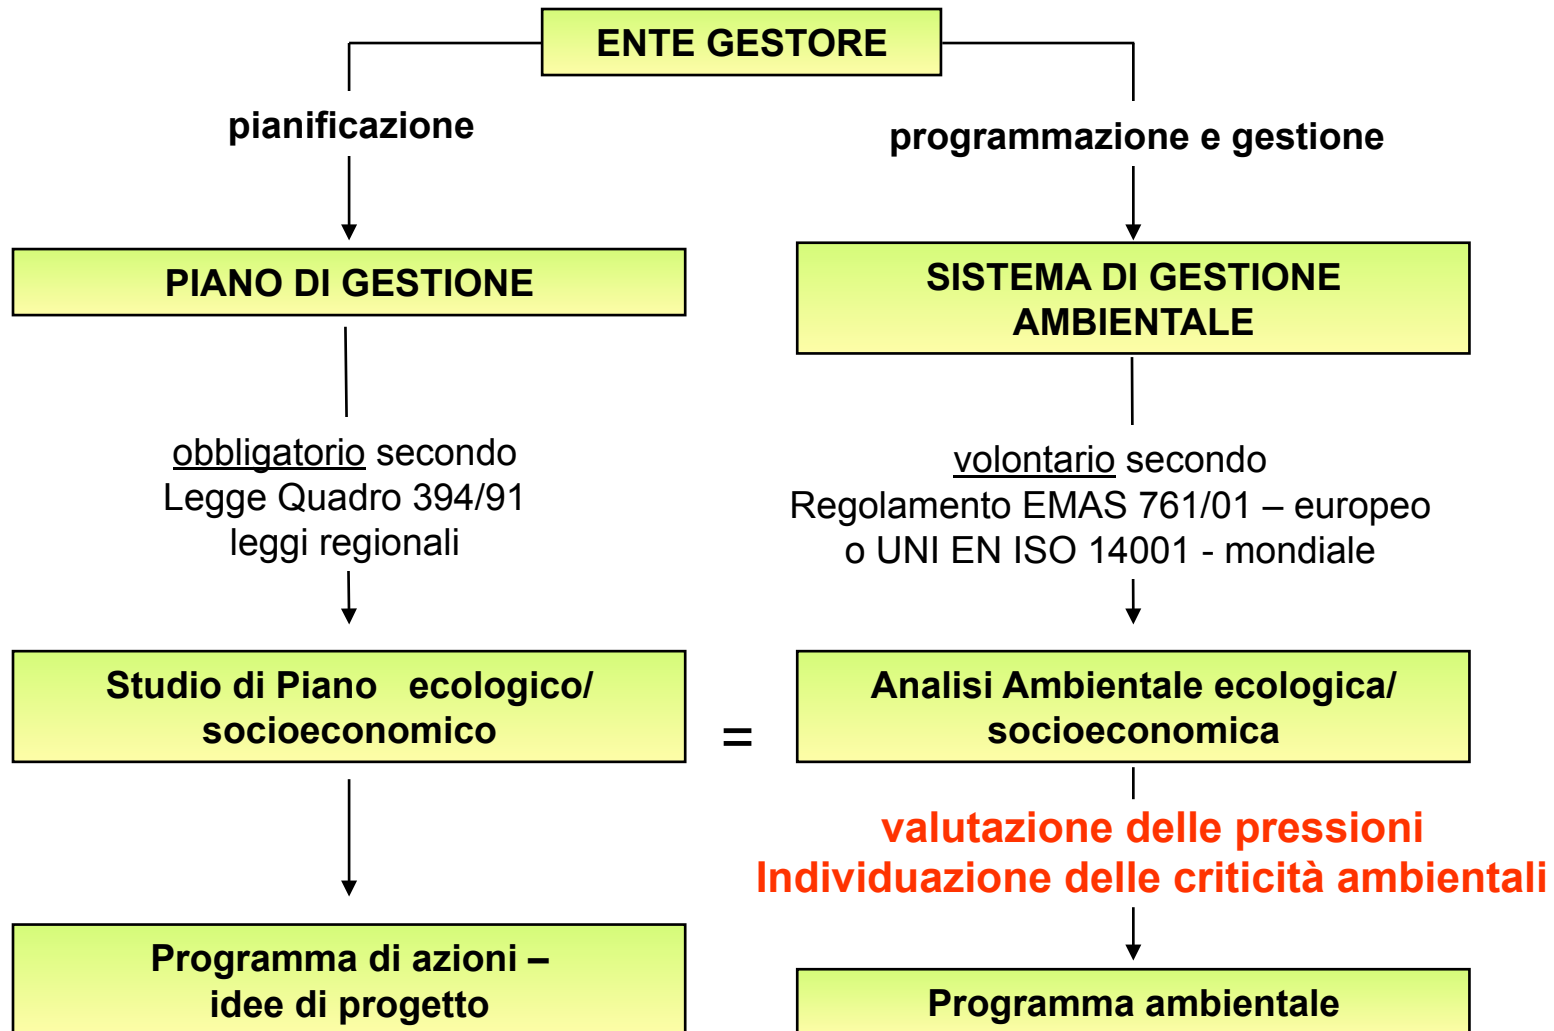 ENTE GESTORE
pianificazione
programmazione e gestione
PIANO DI GESTIONE
SISTEMA DI GESTIONE
AMBIENTALE
obbligatorio secondo
Legge Quadro 394/91
leggi regionali
volontario secondo
Regolamento EMAS 761/01 – europeo
o UNI EN ISO 14001 - mondiale
Studio di Piano ecologico/
socioeconomico
=
Analisi Ambientale ecologica/
socioeconomica
valutazione delle pressioni
Individuazione delle criticità ambientali
Programma di azioni –
idee di progetto
Programma ambientale